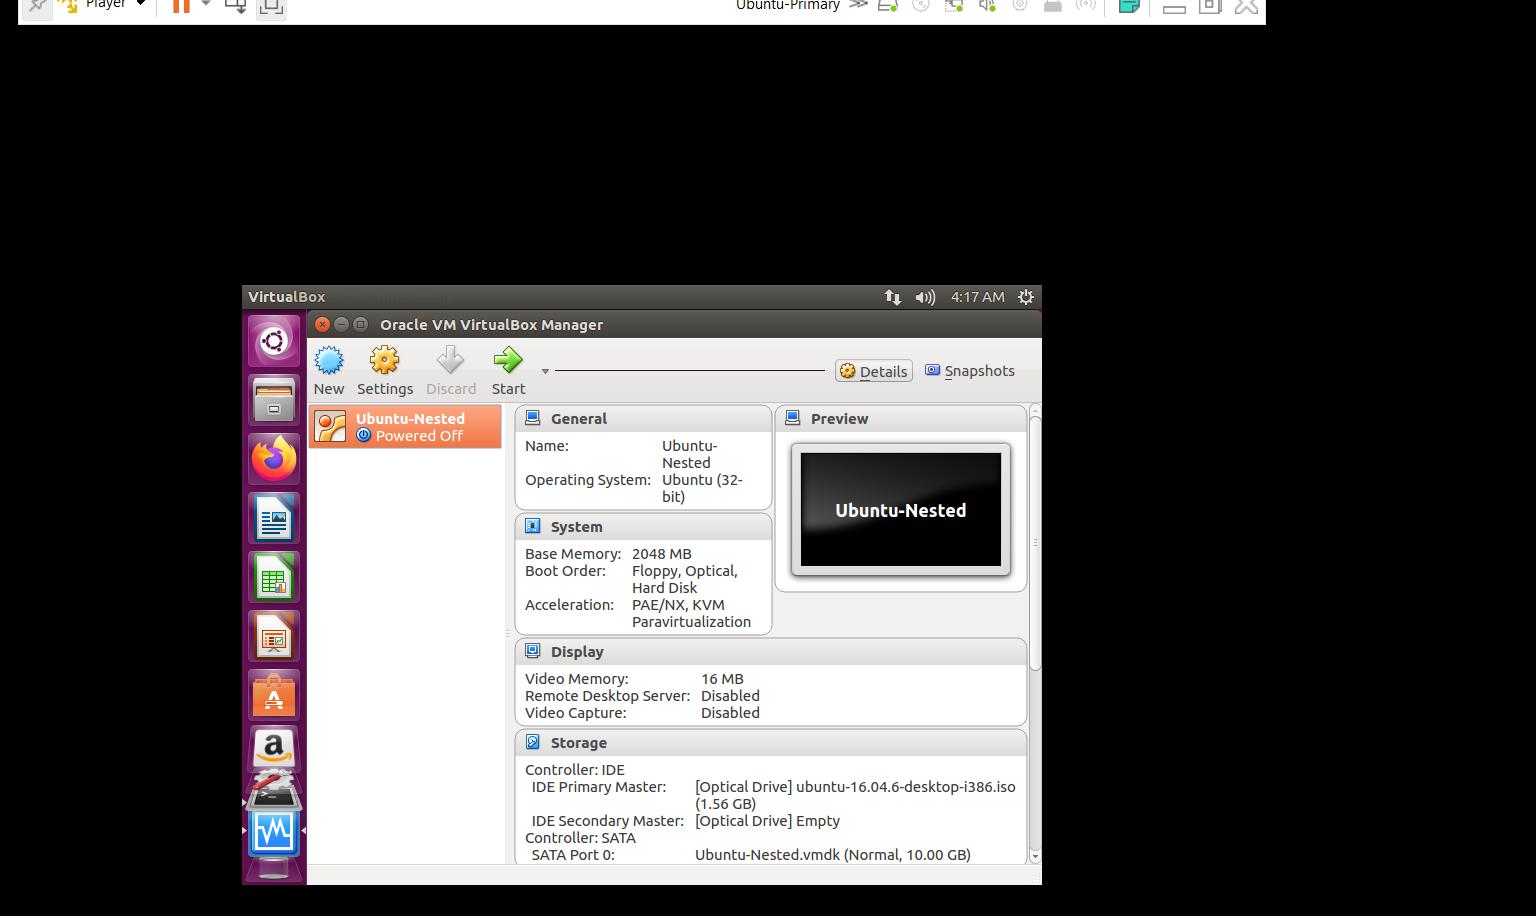 Player
Ubuntu-Primary
VirtualBox
4:17 AM
Oracle VM VirtualBox Manager
New
Settings
Discard
Start
Details
Snapshots
Ubuntu-Nested
Powered Off
General
Name:
Ubuntu-
Nested
Operating System:
Ubuntu (32-
bit)
Preview
Ubuntu-Nested
System
Base Memory:
2048 MB
Boot Order:
Floppy, Optical,
Hard Disk
Acceleration:
PAE/NX, KVM
Paravirtualization
Display
Video Memory:
16 MB
Remote Desktop Server:
Disabled
Video Capture:
Disabled
Storage
Controller: IDE
IDE Primary Master:
[Optical Drive] ubuntu-16.04.6-desktop-i386.iso
(1.56 GB)
IDE Secondary Master:
[Optical Drive] Empty
Controller: SATA
SATA Port 0:
Ubuntu-Nested.vmdk (Normal, 10.00 GB)